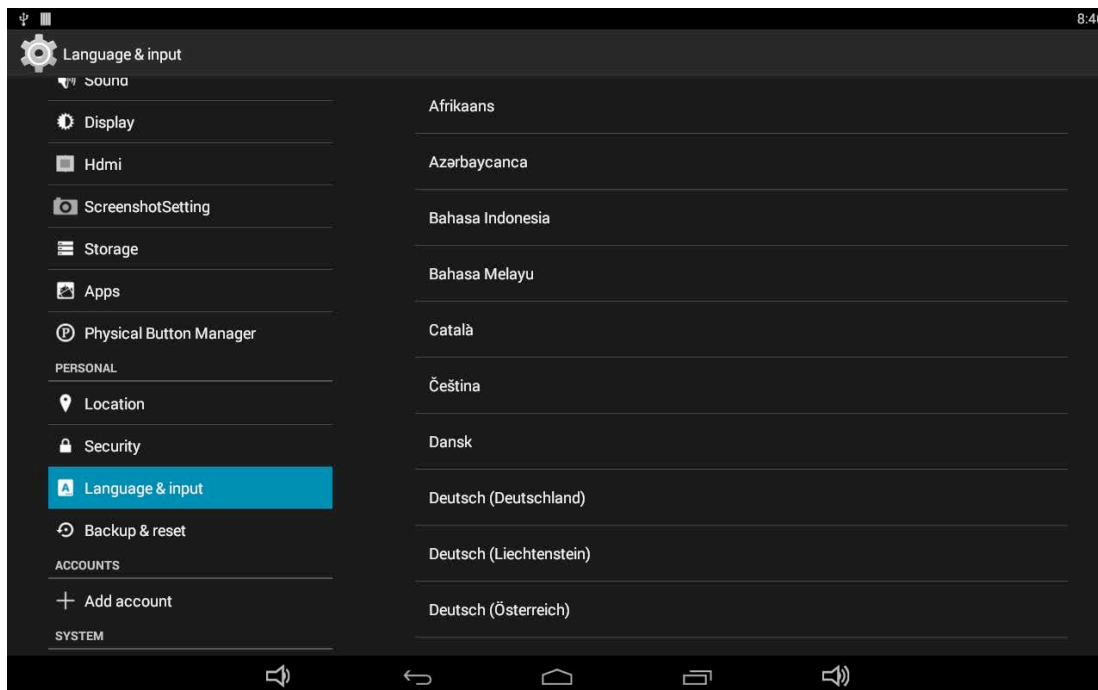 8:4
Language & input
Sound
Display
Hdmi
ScreenshotSetting
Storage
Apps
Physical Button Manager
PERSONAL
Location
Security
Language & input
Backup & reset
ACCOUNTS
Add account
SYSTEM
Afrikaans
Azərbaycanca
Bahasa Indonesia
Bahasa Melayu
Català
Čeština
Dansk
Deutsch (Deutschland)
Deutsch (Liechtenstein)
Deutsch (Österreich)